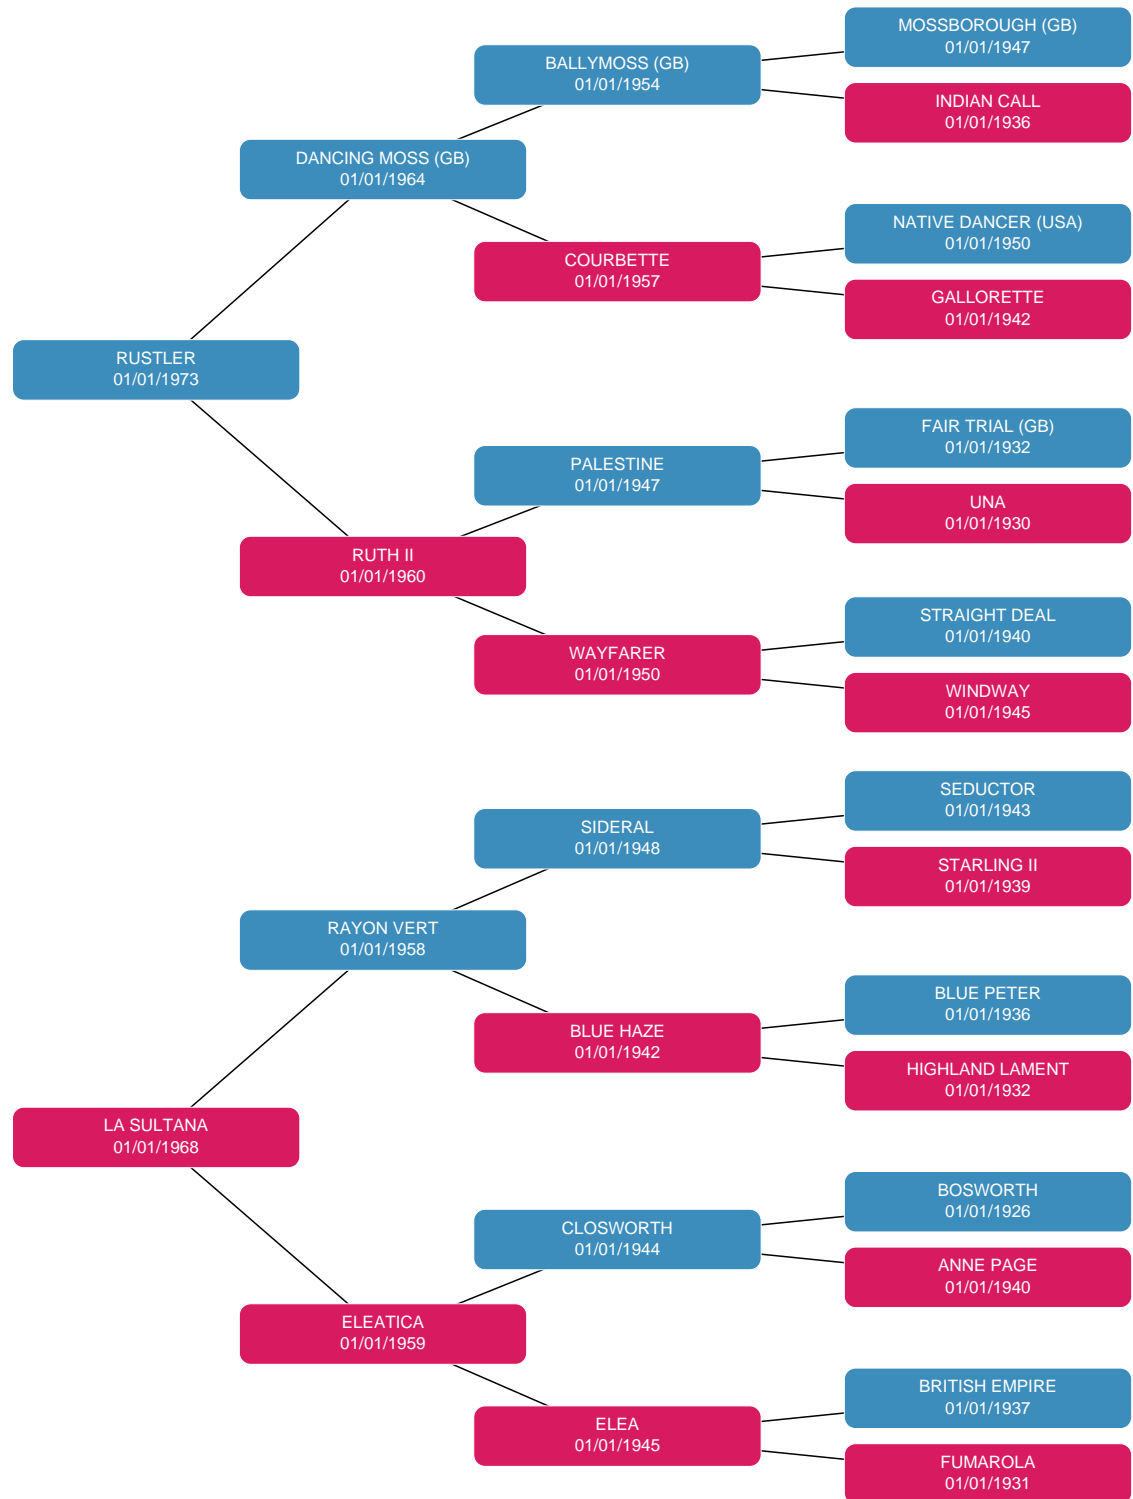 MOSSBOROUGH (GB)
01/01/1947
BALLYMOSS (GB)
01/01/1954
INDIAN CALL
01/01/1936
DANCING MOSS (GB)
01/01/1964
NATIVE DANCER (USA)
01/01/1950
COURBETTE
01/01/1957
GALLORETTE
01/01/1942
RUSTLER
01/01/1973
FAIR TRIAL (GB)
01/01/1932
PALESTINE
01/01/1947
UNA
01/01/1930
RUTH II
01/01/1960
STRAIGHT DEAL
01/01/1940
WAYFARER
01/01/1950
WINDWAY
01/01/1945
SEDUCTOR
01/01/1943
SIDERAL
01/01/1948
STARLING II
01/01/1939
RAYON VERT
01/01/1958
BLUE PETER
01/01/1936
BLUE HAZE
01/01/1942
HIGHLAND LAMENT
01/01/1932
LA SULTANA
01/01/1968
BOSWORTH
01/01/1926
CLOSWORTH
01/01/1944
ANNE PAGE
01/01/1940
ELEATICA
01/01/1959
BRITISH EMPIRE
01/01/1937
ELEA
01/01/1945
FUMAROLA
01/01/1931